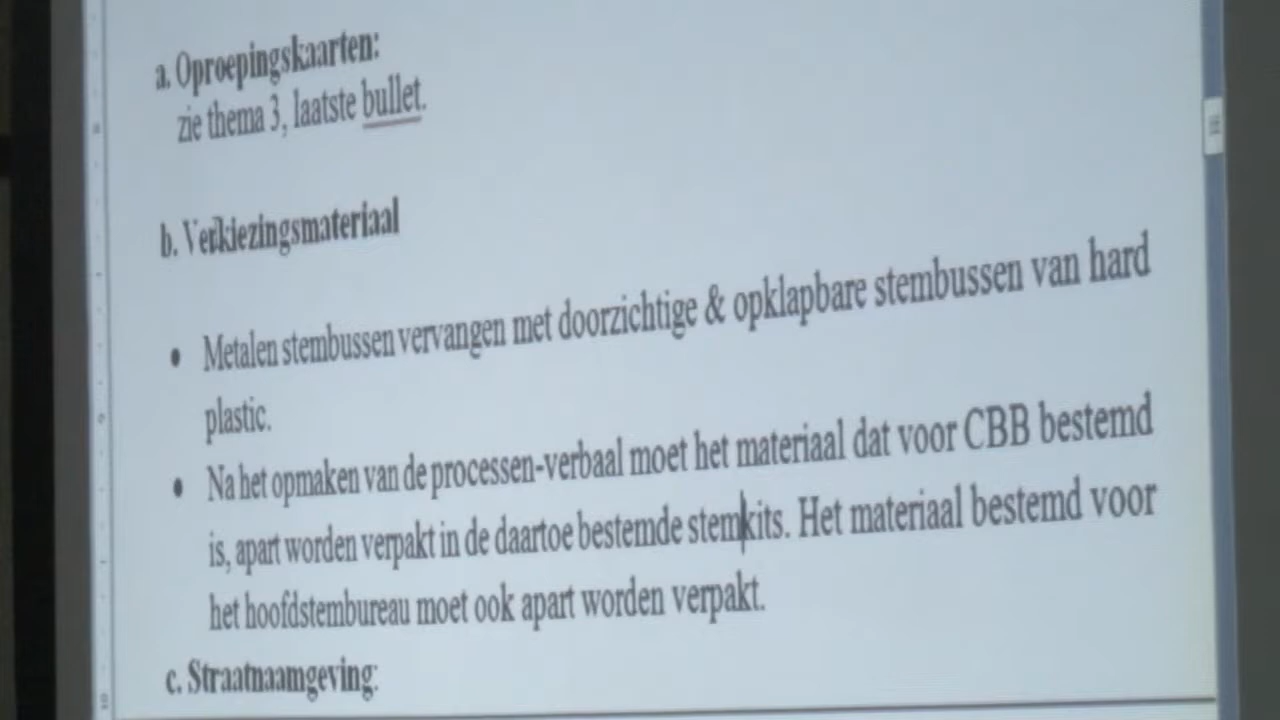 a. Oproepingskaarten:
zie thema 3, laatste bullet.
b. Verkiezingsmateriaal
• Metalen stembussen vervangen met doorzichtige & opklapbare stembussen van hard
plastic.
• Na het opmaken van de processen-verbaal moet het materiaal dat voor CBB bestemd
is, apart worden verpakt in de daartoe bestemde stemkits. Het materiaal bestemd voor
het hoofdstembureau moet ook apart worden verpakt.
c. Straatnaamgeving: